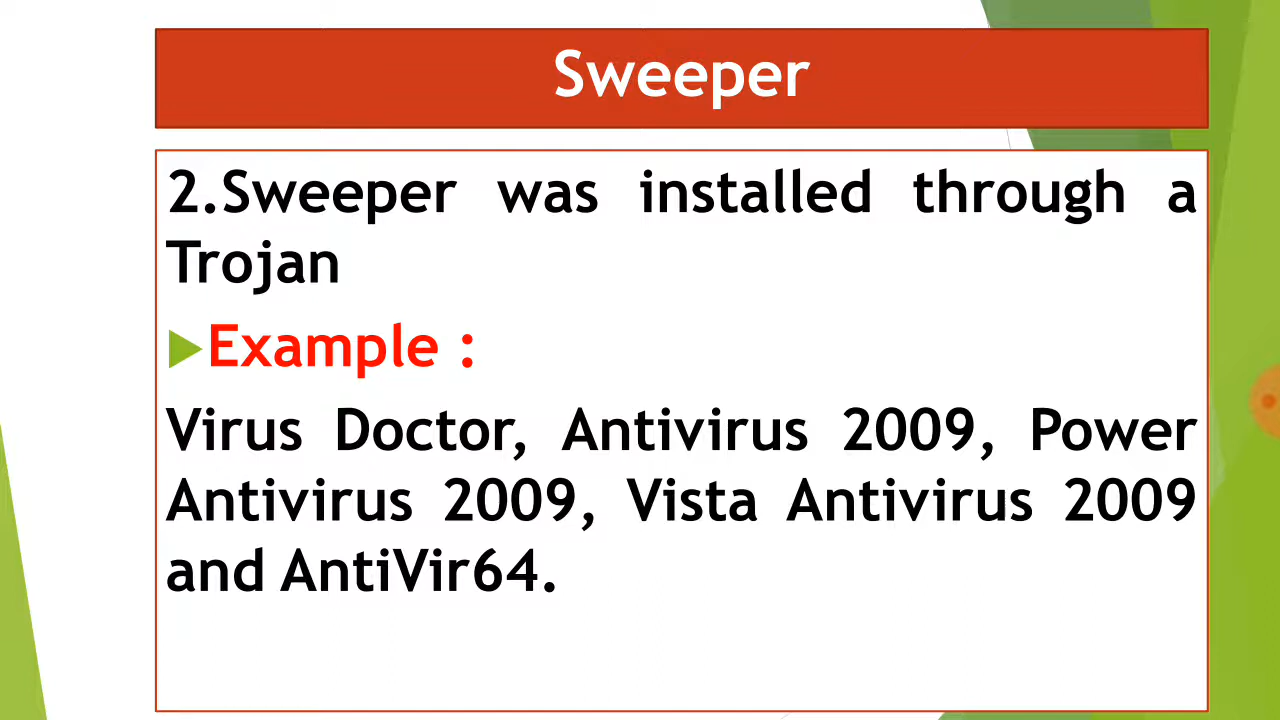 Sweeper
2.Sweeper was installed through a
Trojan
Example :
Virus Doctor, Antivirus 2009, Power
Antivirus 2009, Vista Antivirus 2009
and AntiVir64.